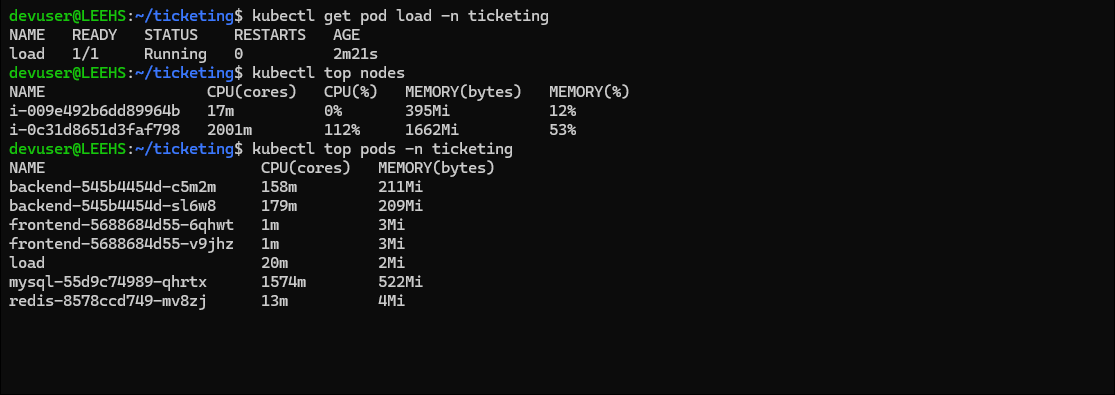 devuser@LEEHS:~/ticketing$ kubectl get pod load -n ticketing
NAME   READY   STATUS    RESTARTS   AGE
load   1/1     Running   0          2m21s
devuser@LEEHS:~/ticketing$ kubectl top nodes
NAME                  CPU(cores)   CPU(%)   MEMORY(bytes)   MEMORY(%)
i-009e492b6dd89964b   17m          0%       395Mi           12%
i-0c31d8651d3faf798   2001m        112%     1662Mi          53%
devuser@LEEHS:~/ticketing$ kubectl top pods -n ticketing
NAME                        CPU(cores)   MEMORY(bytes)
backend-545b4454d-c5m2m     158m         211Mi
backend-545b4454d-sl6w8     179m         209Mi
frontend-5688684d55-6qhwt   1m           3Mi
frontend-5688684d55-v9jhz   1m           3Mi
load                        20m          2Mi
mysql-55d9c74989-qhrtx      1574m        522Mi
redis-8578ccd749-mv8zj      13m          4Mi